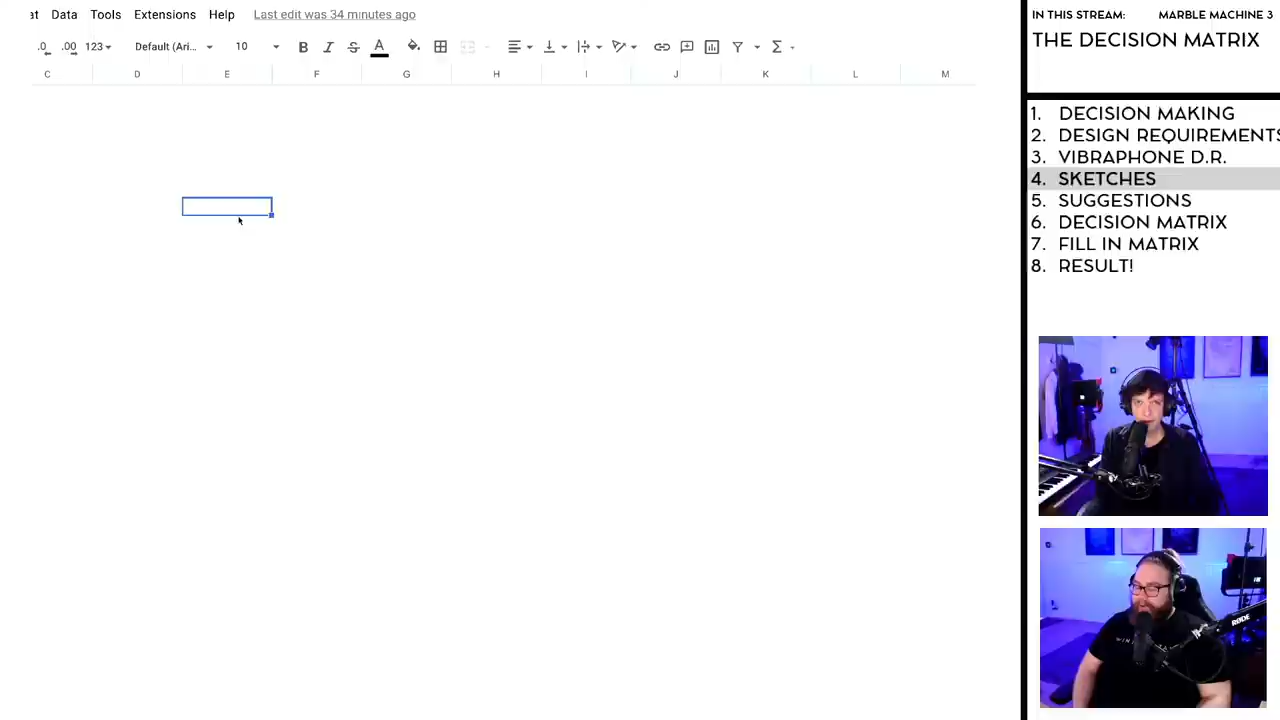 at Data Tools Extensions Help Last edit was 34 minutes ago
.0 .00 123 Default (Ari... 10 B I S A
C D E F G H I J K L M
IN THIS STREAM: MARBLE MACHINE 3
THE DECISION MATRIX
1. DECISION MAKING
2. DESIGN REQUIREMENTS
3. VIBRAPHONE D.R.
4. SKETCHES
5. SUGGESTIONS
6. DECISION MATRIX
7. FILL IN MATRIX
8. RESULT!
RØDE